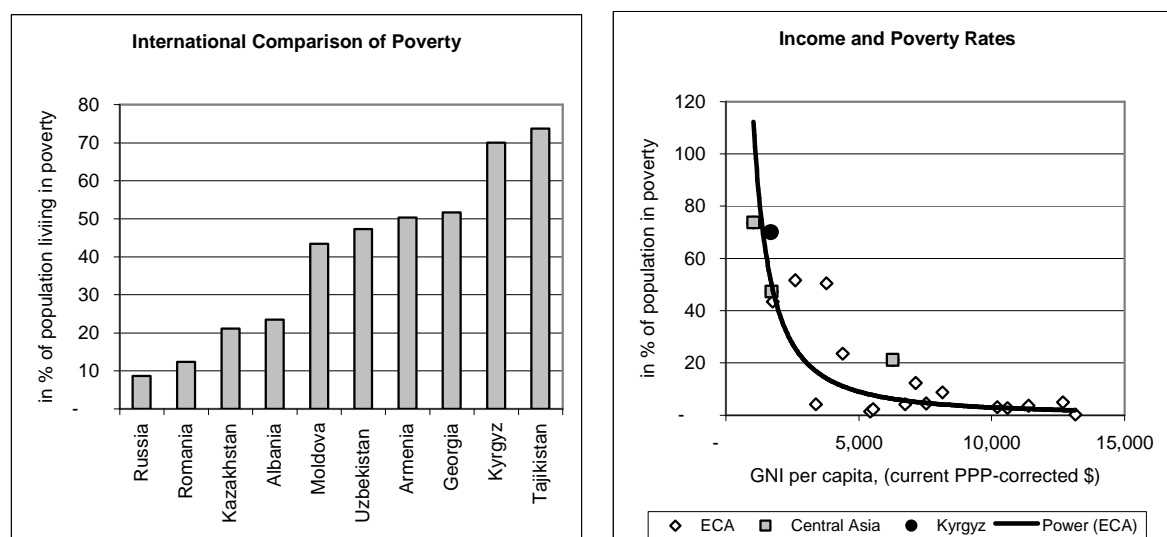 International Comparison of Poverty
in % of population liviing in poverty
80
70
60
50
40
30
20
10
-
Russia
Romania
Kazakhstan
Albania
Moldova
Uzbekistan
Armenia
Georgia
Kyrgyz
Tajikistan
Income and Poverty Rates
in % of population in poverty
120
100
80
60
40
20
-
- 5,000 10,000 15,000
GNI per capita, (current PPP-corrected $)
ECA Central Asia Kyrgyz Power (ECA)